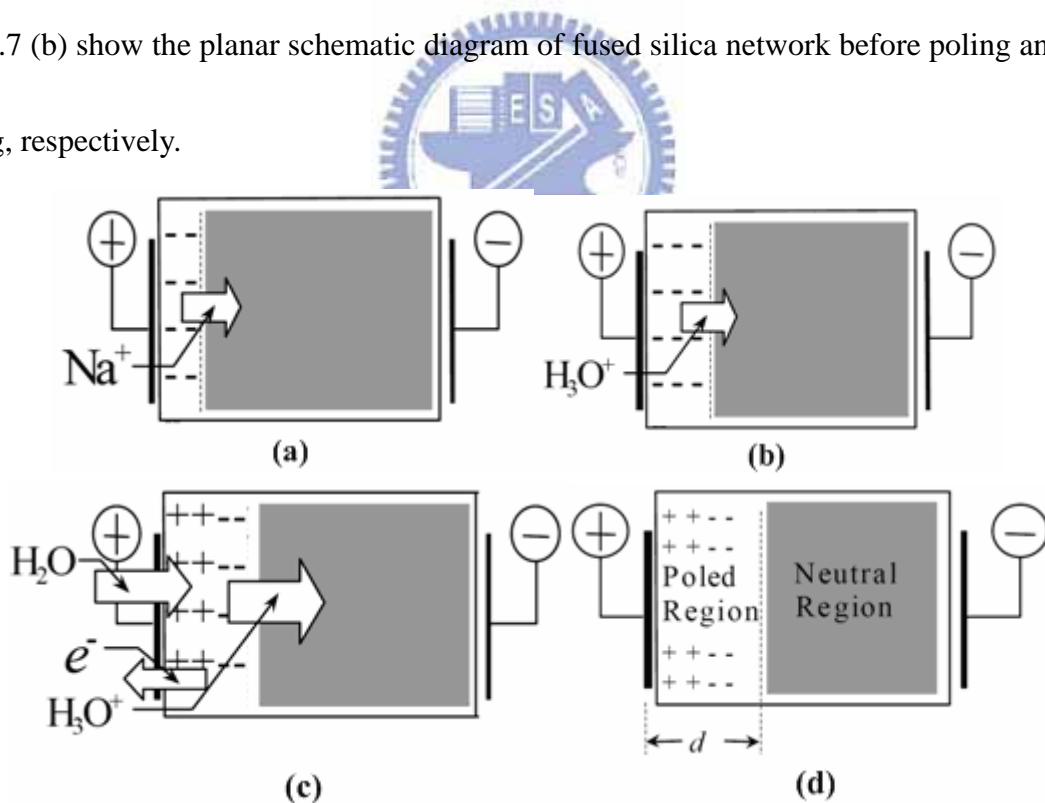 .7 (b) show the planar schematic diagram of fused silica network before poling an
g, respectively.
E S A
+ − + −
Na⁺
H₃O⁺
(a) (b)
+ − + −
H₂O
e⁻
H₃O⁺
Poled Region
Neutral Region
d
(c) (d)